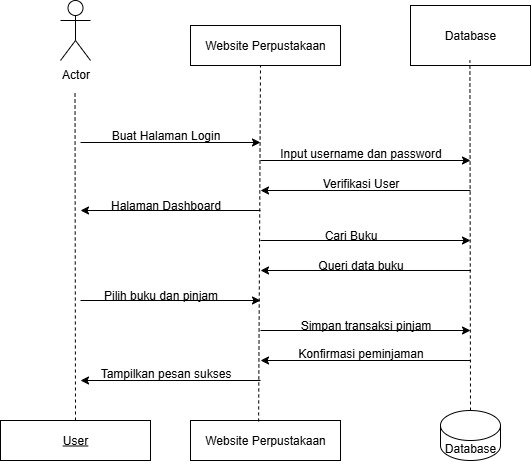 Website Perpustakaan
Database
Actor
Buat Halaman Login
Input username dan password
Verifikasi User
Halaman Dashboard
Cari Buku
Queri data buku
Pilih buku dan pinjam
Simpan transaksi pinjam
Konfirmasi peminjaman
Tampilkan pesan sukses
User
Website Perpustakaan
Database